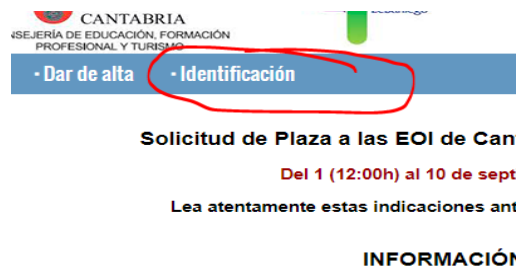 CANTABRIA
NSEJERÍA DE EDUCACIÓN, FORMACIÓN
PROFESIONAL Y TURISMO
· Dar de alta · Identificación
Solicitud de Plaza a las EOI de Can
Del 1 (12:00h) al 10 de sept
Lea atentamente estas indicaciones ant
INFORMACIÓN